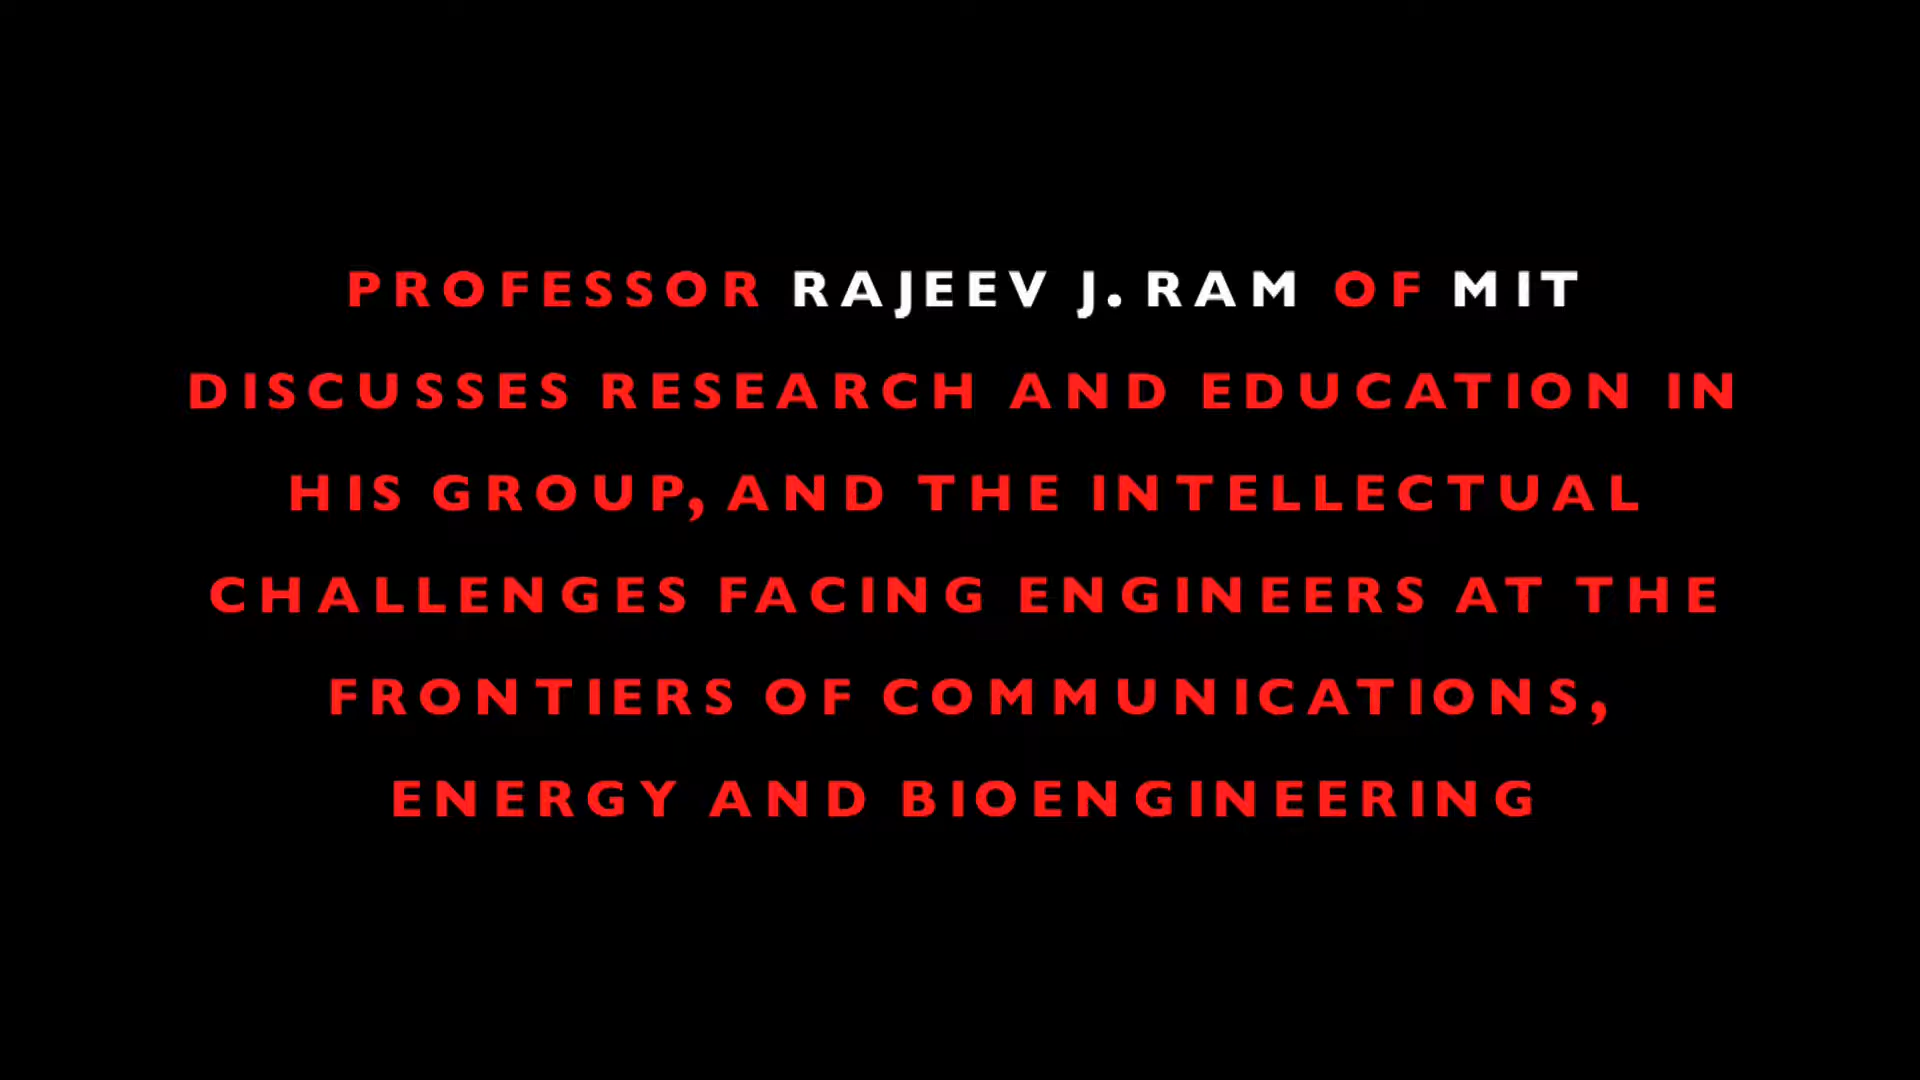 PROFESSOR RAJEEV J. RAM OF MIT
DISCUSSES RESEARCH AND EDUCATION IN
HIS GROUP, AND THE INTELLECTUAL
CHALLENGES FACING ENGINEERS AT THE
FRONTIERS OF COMMUNICATIONS,
ENERGY AND BIOENGINEERING